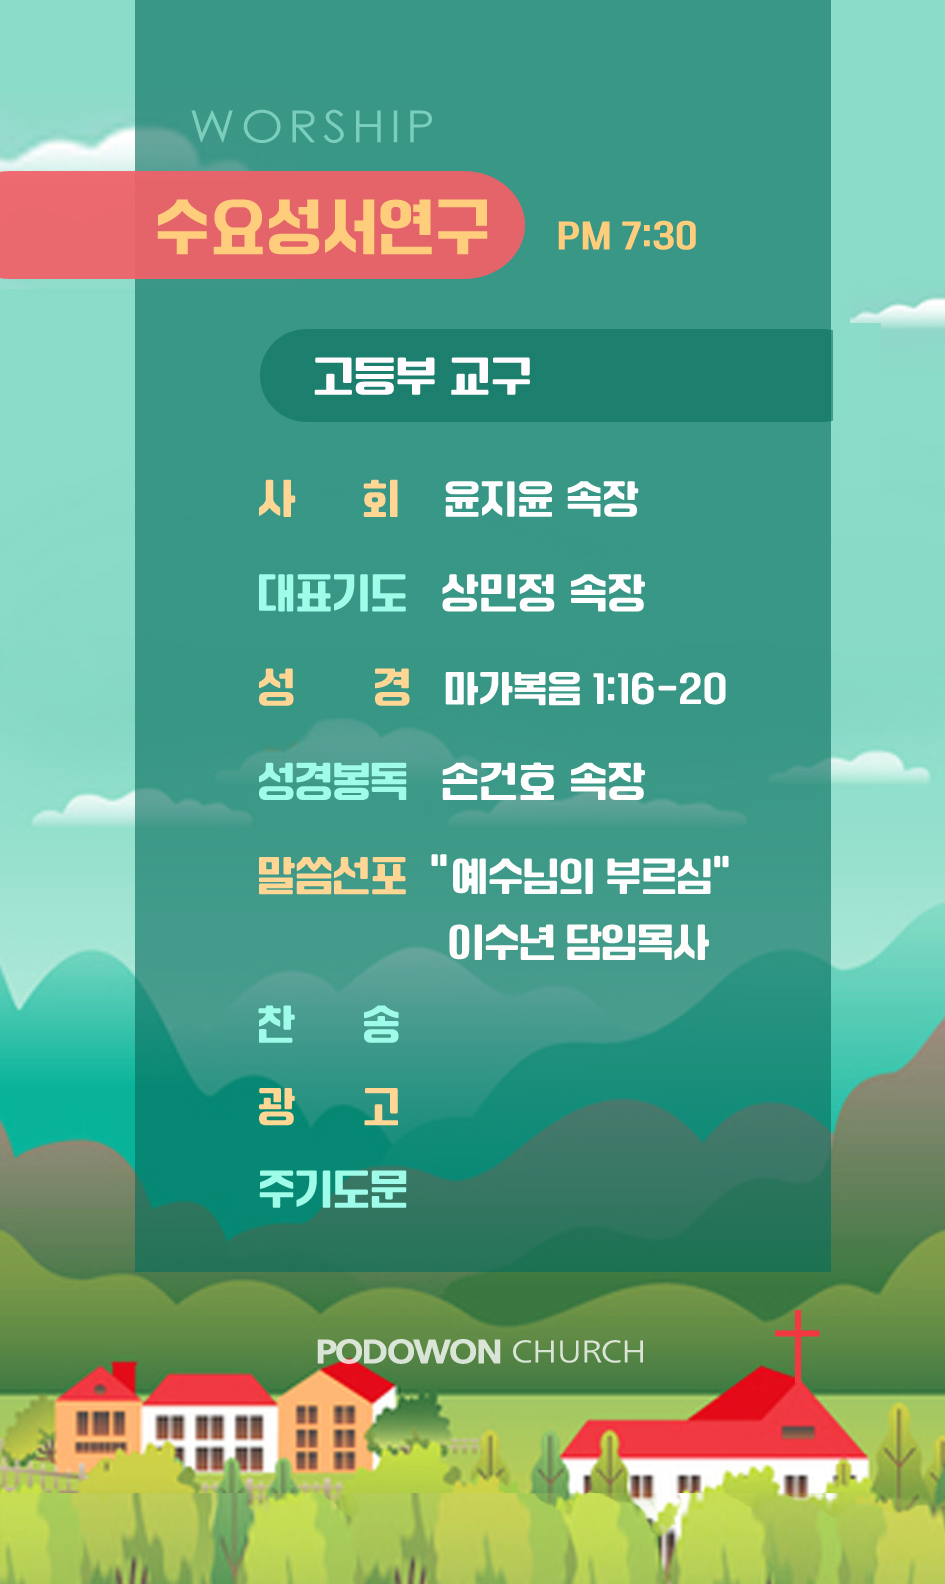 WORSHIP
수요성서연구 PM 7:30
고등부 교구
사 회 윤지윤 속장
대표기도 상민정 속장
성 경 마가복음 1:16-20
성경봉독 손건호 속장
말씀선포 "예수님의 부르심"
이수년 담임목사
찬 송
광 고
주기도문
PODOWON CHURCH